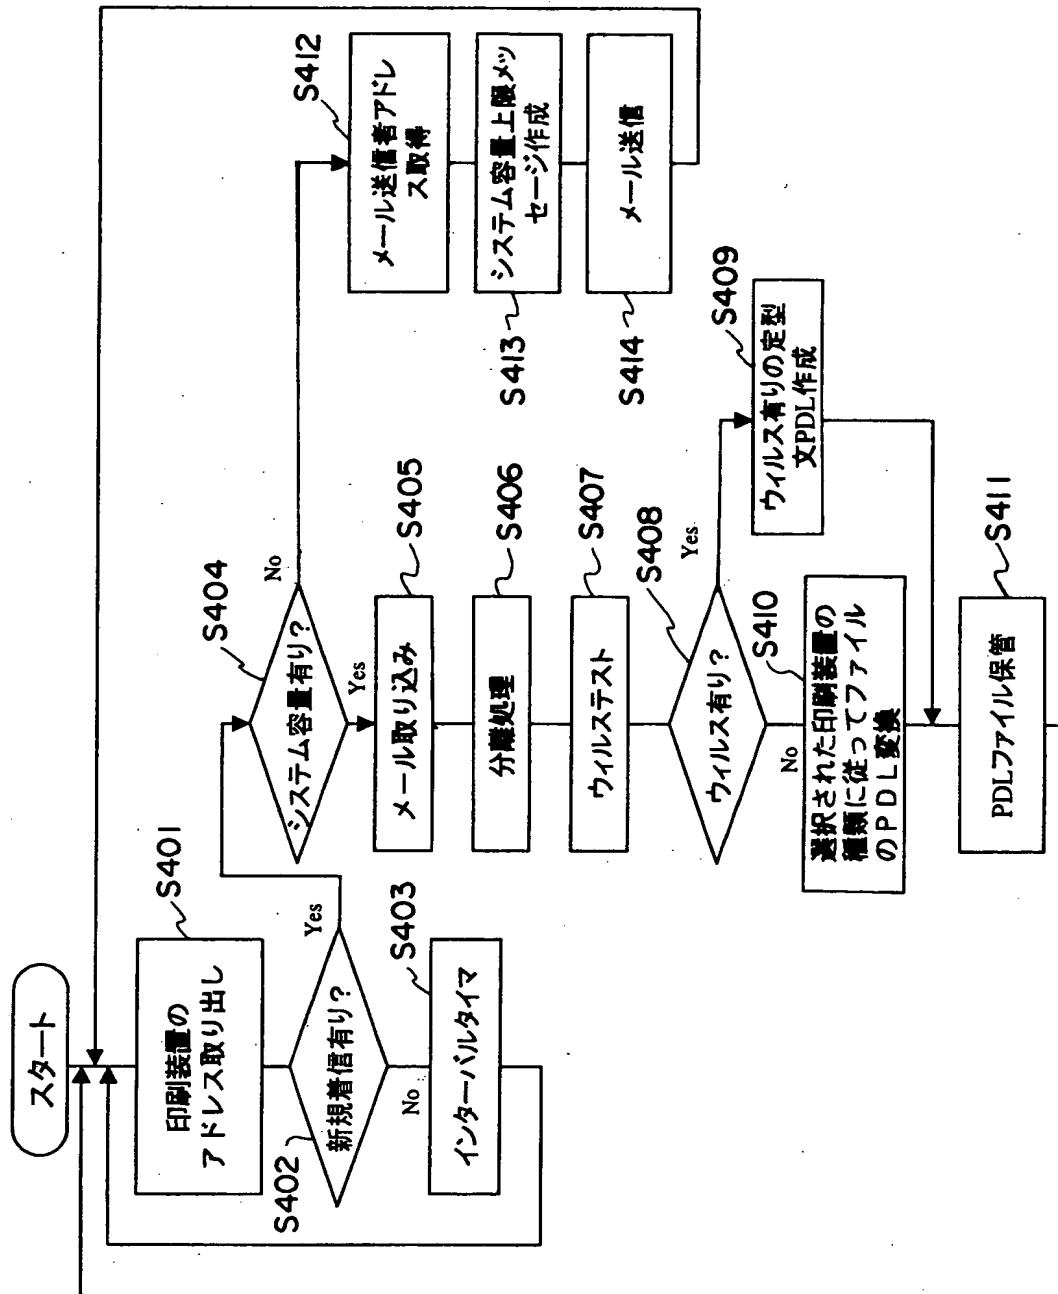 スタート
印刷装置の
アドレス取り出し
S401
新規着信有り？
S402
Yes
No
インターバルタイマ
S403
システム容量有り？
S404
No
Yes
メール取り込み
S405
分離処理
S406
ウィルステスト
S407
ウィルス有り？
S408
Yes
No
ウィルス有りの定型
文PDL作成
S409
選択された印刷装置の
種類に従ってファイル
のＰＤＬ変換
S410
PDLファイル保管
S411
メール送信者アドレ
ス取得
S412
システム容量上限メッ
セージ作成
S413
メール送信
S414